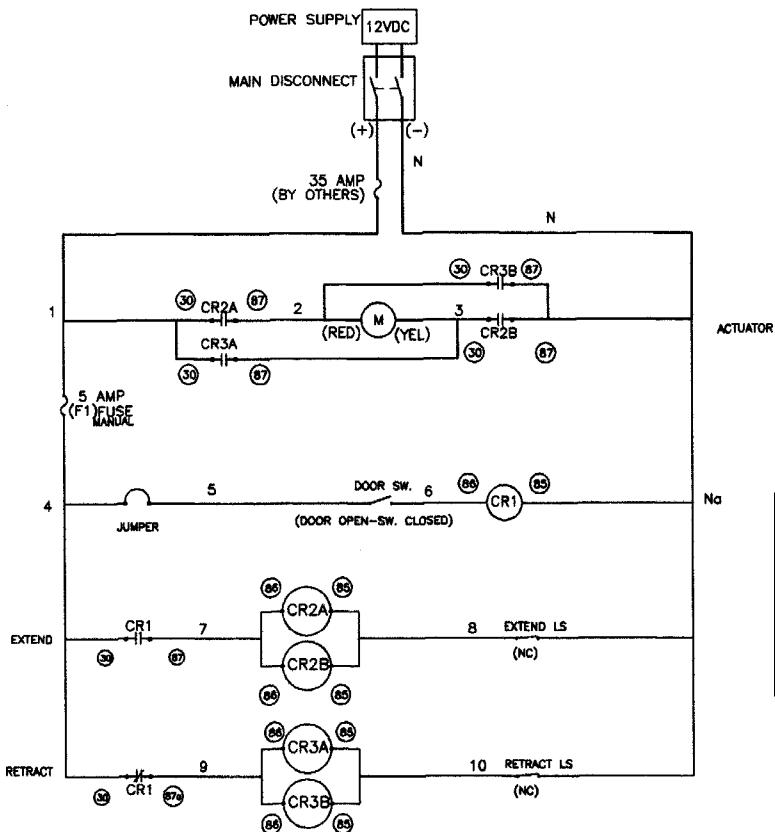 POWER SUPPLY
12VDC
MAIN DISCONNECT
(+) (-)
N
35 AMP
(BY OTHERS)
N
30 CR3B 87
30 CR2A 87
1 2 M 3
(RED) (YEL) CR2B
CR3A 30 87
30 87
ACTUATOR
5 AMP
(F1) FUSE
MANUAL
5 DOOR SW. 6 86 85
4 CR1 Na
JUMPER (DOOR OPEN-SW. CLOSED)
86 85
CR2A
EXTEND CR1 7 8 EXTEND LS
30 87 (NC)
CR2B
86 85
86 85
CR3A
RETRACT 9 10 RETRACT LS
30 CR1 87a (NC)
CR3B
86 85